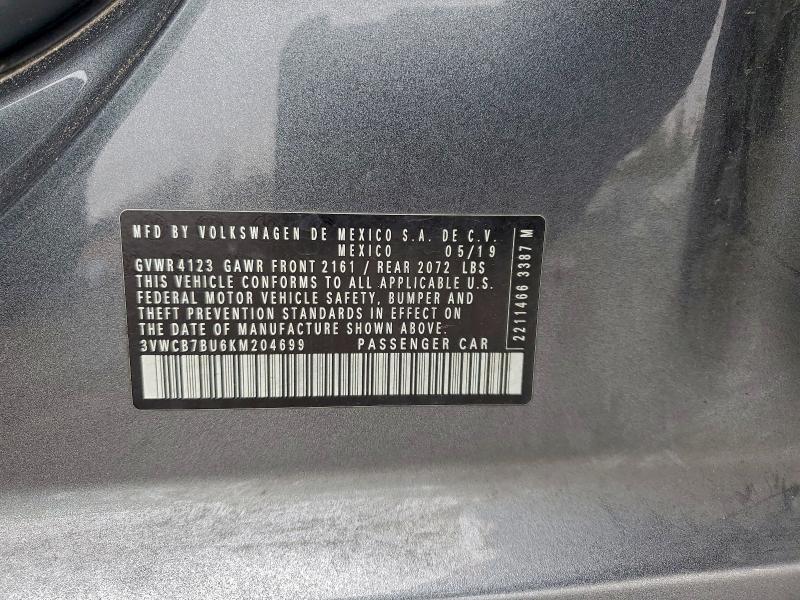 MFD BY VOLKSWAGEN DE MEXICO S.A. DE C.V.
MEXICO 05/19
GVWR 4123 GAWR FRONT 2161 / REAR 2072 LBS
THIS VEHICLE CONFORMS TO ALL APPLICABLE U.S.
FEDERAL MOTOR VEHICLE SAFETY, BUMPER AND
THEFT PREVENTION STANDARDS IN EFFECT ON
THE DATE OF MANUFACTURE SHOWN ABOVE.
3VWCB7BU6KM204699 PASSENGER CAR
2211466 3387 M